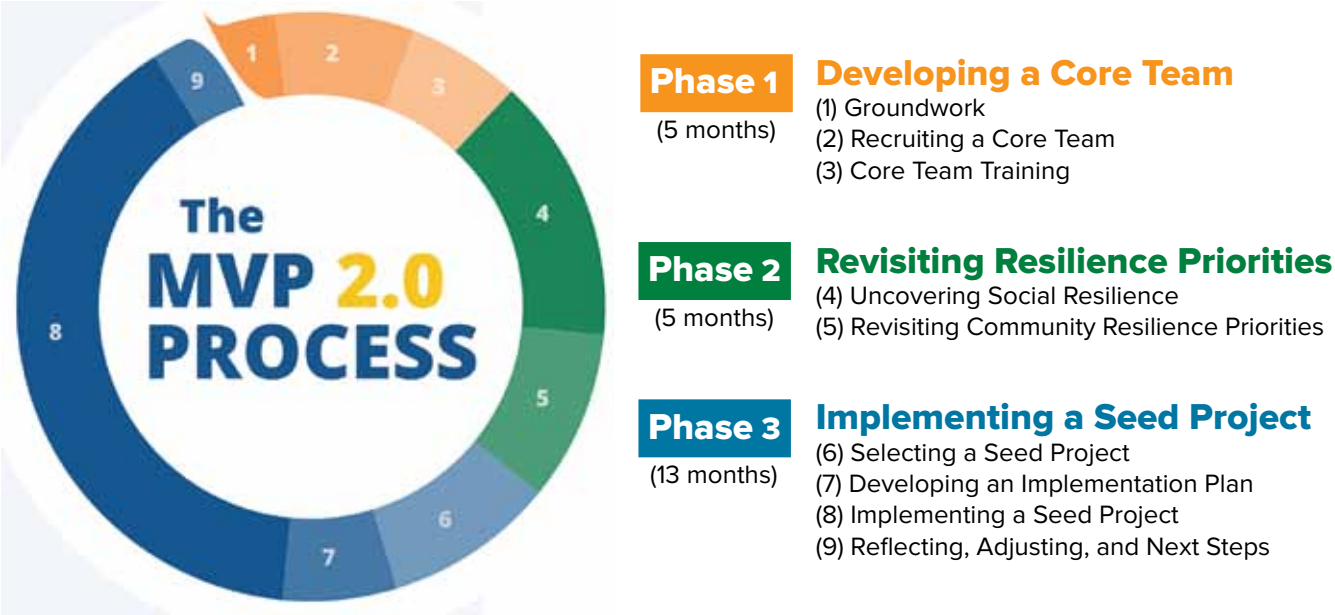 1
2
3
4
5
6
7
8
9
The
MVP 2.0
PROCESS
Phase 1
(5 months)
Developing a Core Team
(1) Groundwork
(2) Recruiting a Core Team
(3) Core Team Training
Phase 2
(5 months)
Revisiting Resilience Priorities
(4) Uncovering Social Resilience
(5) Revisiting Community Resilience Priorities
Phase 3
(13 months)
Implementing a Seed Project
(6) Selecting a Seed Project
(7) Developing an Implementation Plan
(8) Implementing a Seed Project
(9) Reflecting, Adjusting, and Next Steps